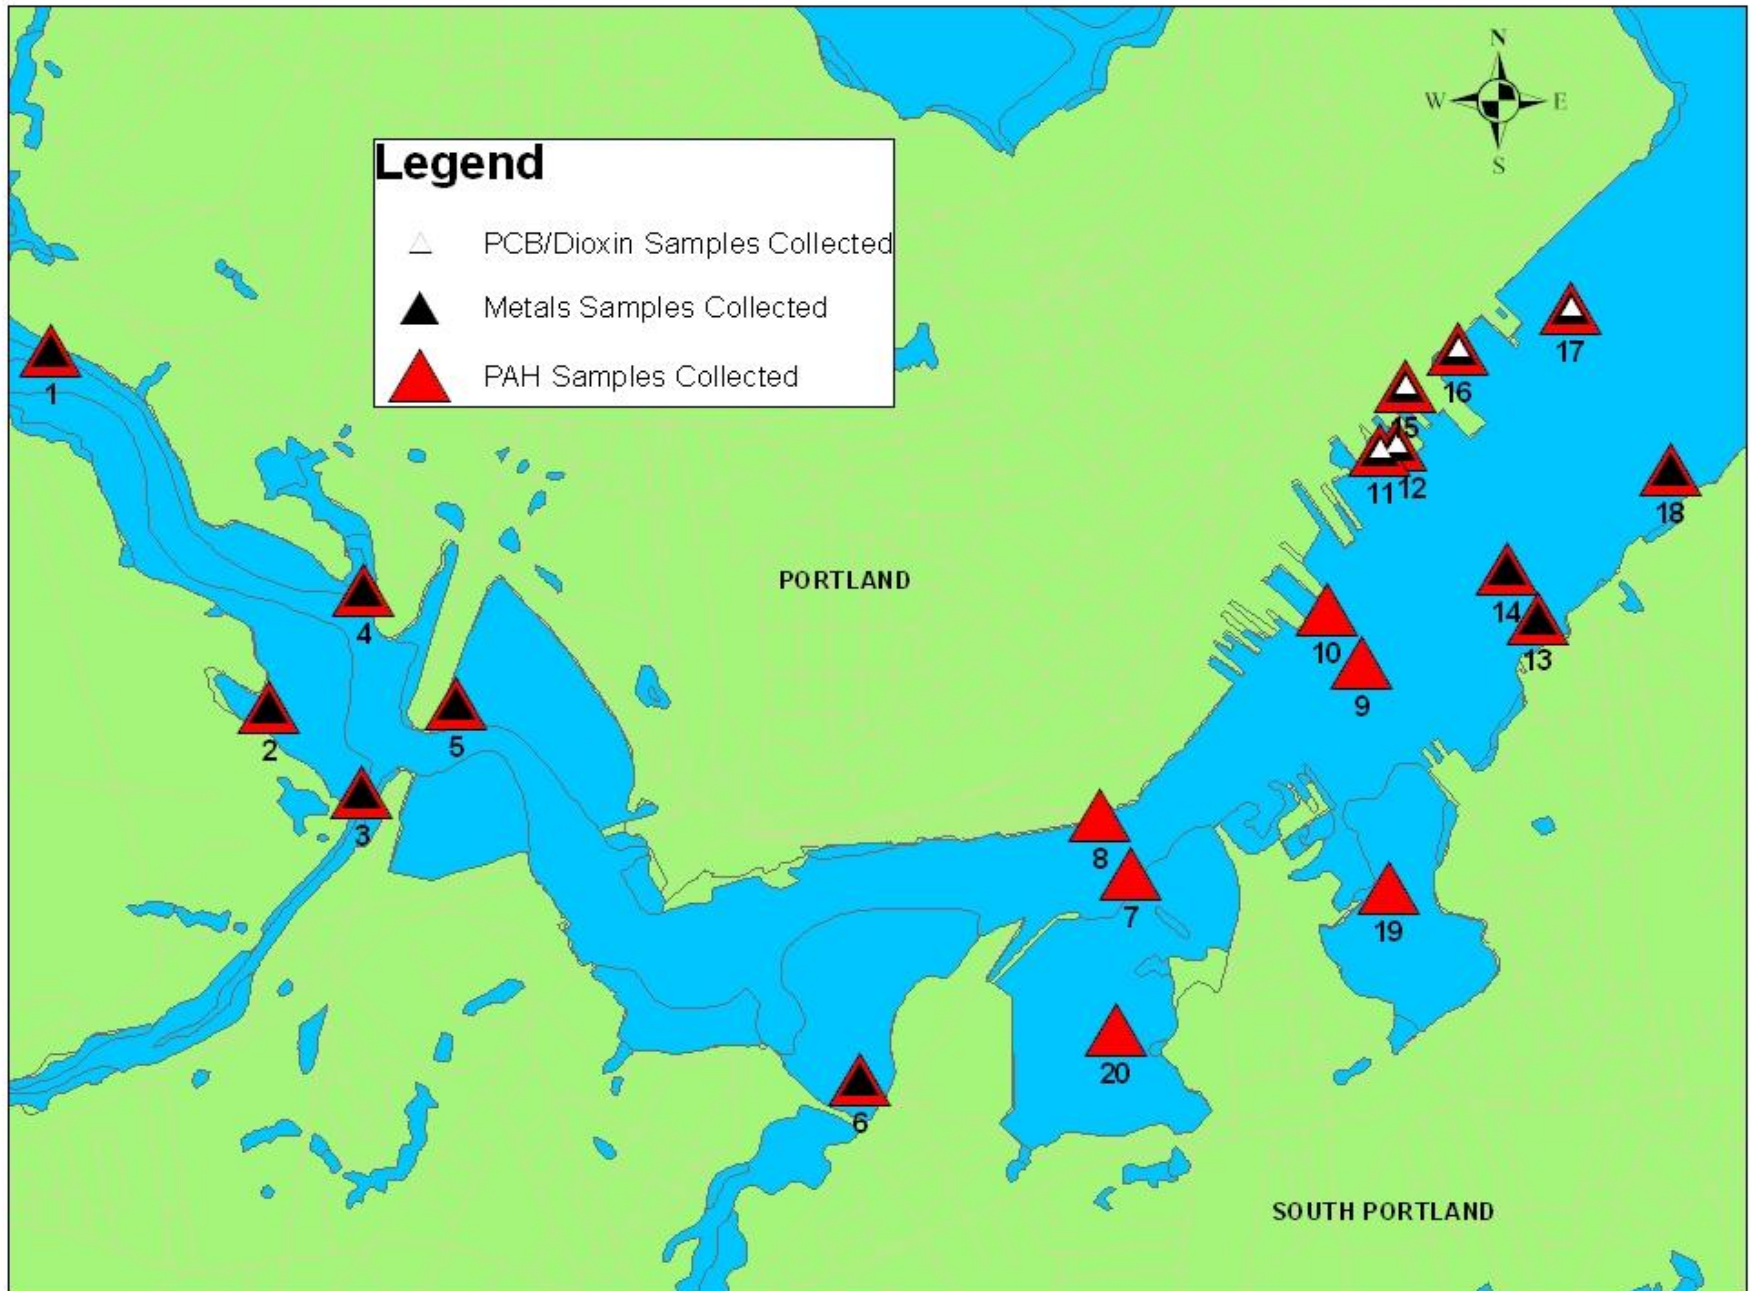 N
W E
S
Legend
PCB/Dioxin Samples Collected
Metals Samples Collected
PAH Samples Collected
1
17
16
15
11 12
18
PORTLAND
14
4
10 13
9
2 5
3
8
7
19
20
6
SOUTH PORTLAND